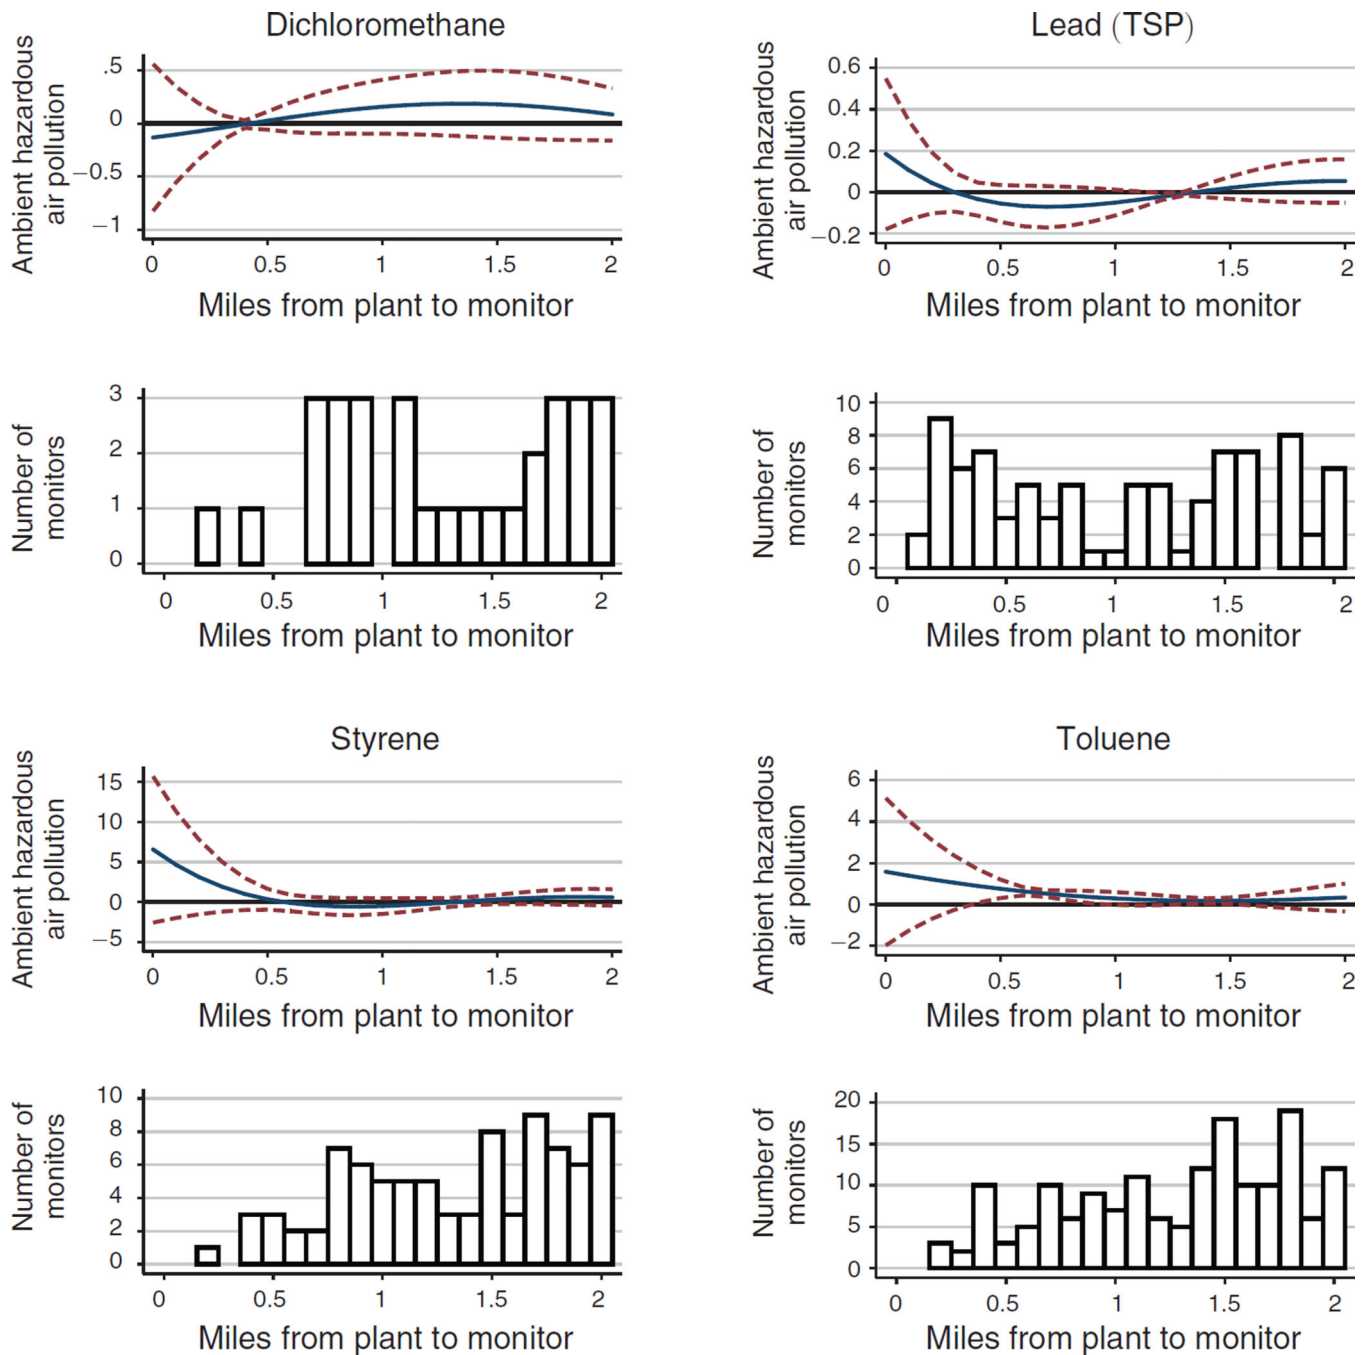 Dichloromethane
Ambient hazardous
air pollution
.5
0
−0.5
−1
0 0.5 1 1.5 2
Miles from plant to monitor
Lead (TSP)
Ambient hazardous
air pollution
0.6
0.4
0.2
0
−0.2
0 0.5 1 1.5 2
Miles from plant to monitor
Number of
monitors
3
2
1
0
0 0.5 1 1.5 2
Miles from plant to monitor
Number of
monitors
10
8
6
4
2
0
0 0.5 1 1.5 2
Miles from plant to monitor
Styrene
Ambient hazardous
air pollution
15
10
5
0
−5
0 0.5 1 1.5 2
Miles from plant to monitor
Toluene
Ambient hazardous
air pollution
6
4
2
0
−2
0 0.5 1 1.5 2
Miles from plant to monitor
Number of
monitors
10
8
6
4
2
0
0 0.5 1 1.5 2
Miles from plant to monitor
Number of
monitors
20
15
10
5
0
0 0.5 1 1.5 2
Miles from plant to monitor